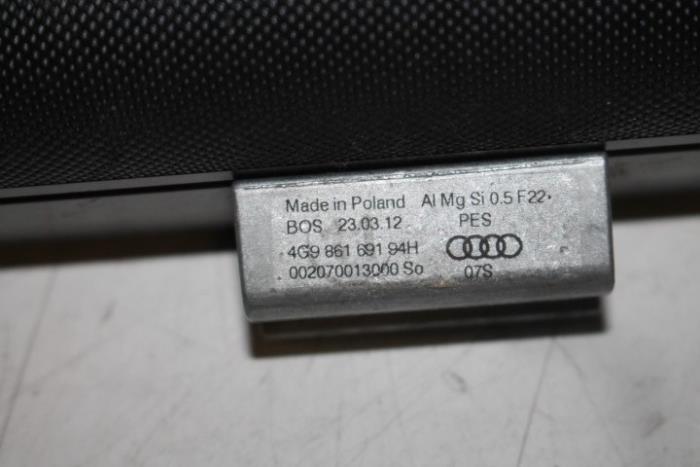 Made in Poland Al Mg Si 0.5 F22.
BOS 23.03.12 PES
4G9 861 691 94H
002070013000 So 07S